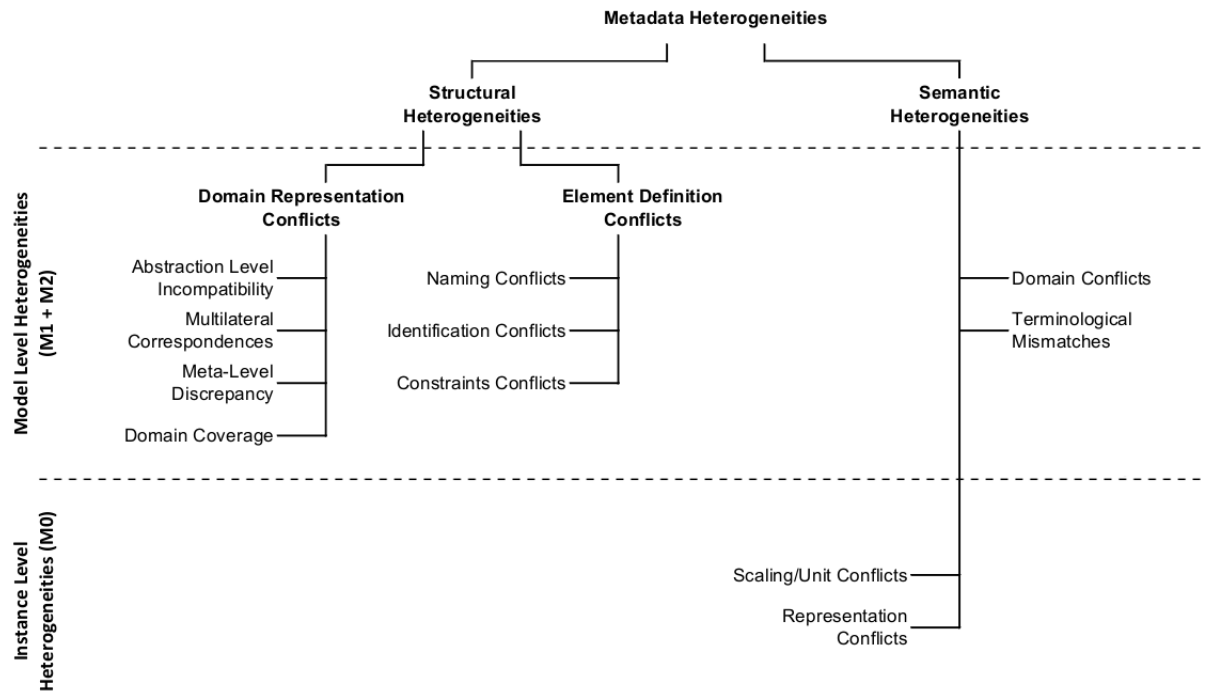 Metadata Heterogeneities
Structural
Heterogeneities
Semantic
Heterogeneities
Model Level Heterogeneities
(M1 + M2)
Domain Representation
Conflicts
Abstraction Level
Incompatibility
Multilateral
Correspondences
Meta-Level
Discrepancy
Domain Coverage
Element Definition
Conflicts
Naming Conflicts
Identification Conflicts
Constraints Conflicts
Domain Conflicts
Terminological
Mismatches
Instance Level
Heterogeneities (M0)
Scaling/Unit Conflicts
Representation
Conflicts